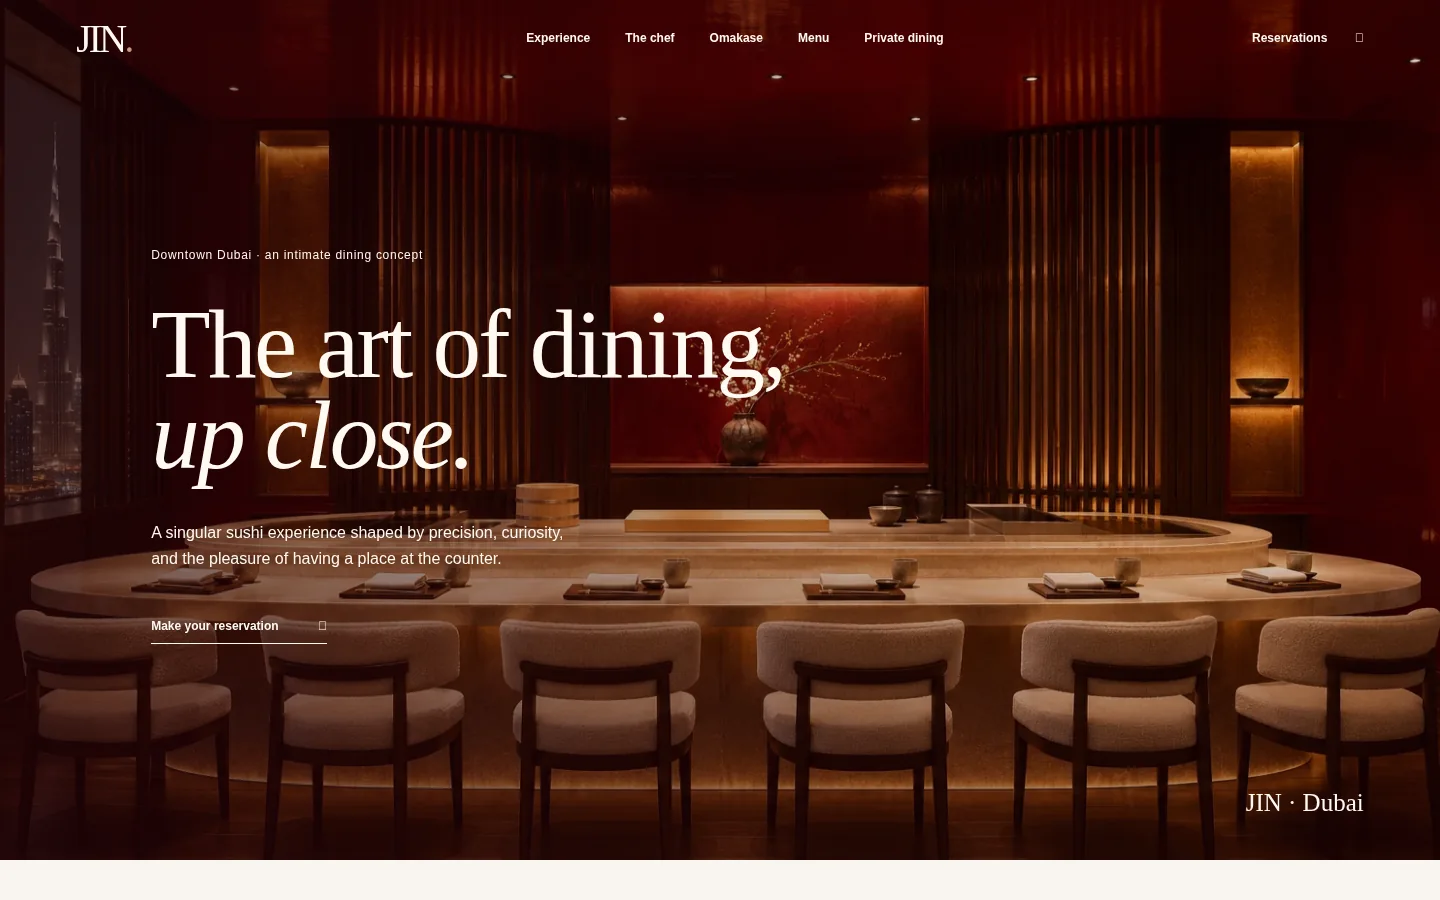 JIN.
Experience
The chef
Omakase
Menu
Private dining
Reservations
Downtown Dubai · an intimate dining concept
The art of dining,
up close.
A singular sushi experience shaped by precision, curiosity,
and the pleasure of having a place at the counter.
Make your reservation
JIN · Dubai